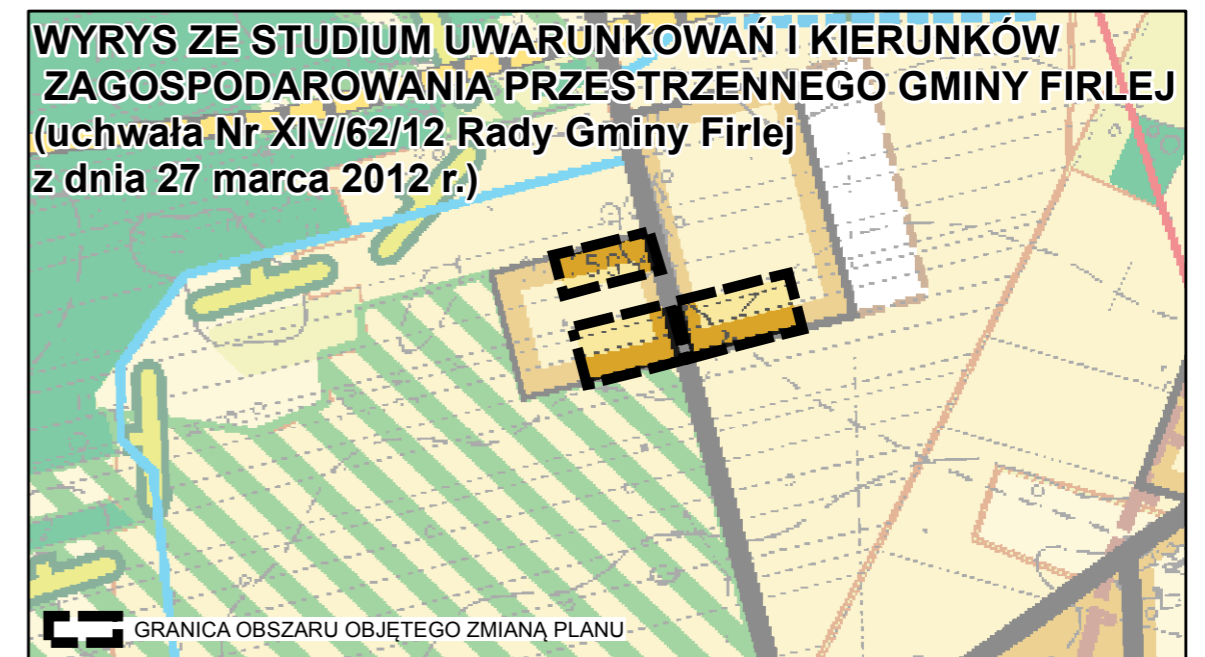 WYRYS ZE STUDIUM UWARUNKOWAŃ I KIERUNKÓW
ZAGOSPODAROWANIA PRZESTRZENNEGO GMINY FIRLEJ
(uchwała Nr XIV/62/12 Rady Gminy Firlej
z dnia 27 marca 2012 r.)
GRANICA OBSZARU OBJĘTEGO ZMIANĄ PLANU